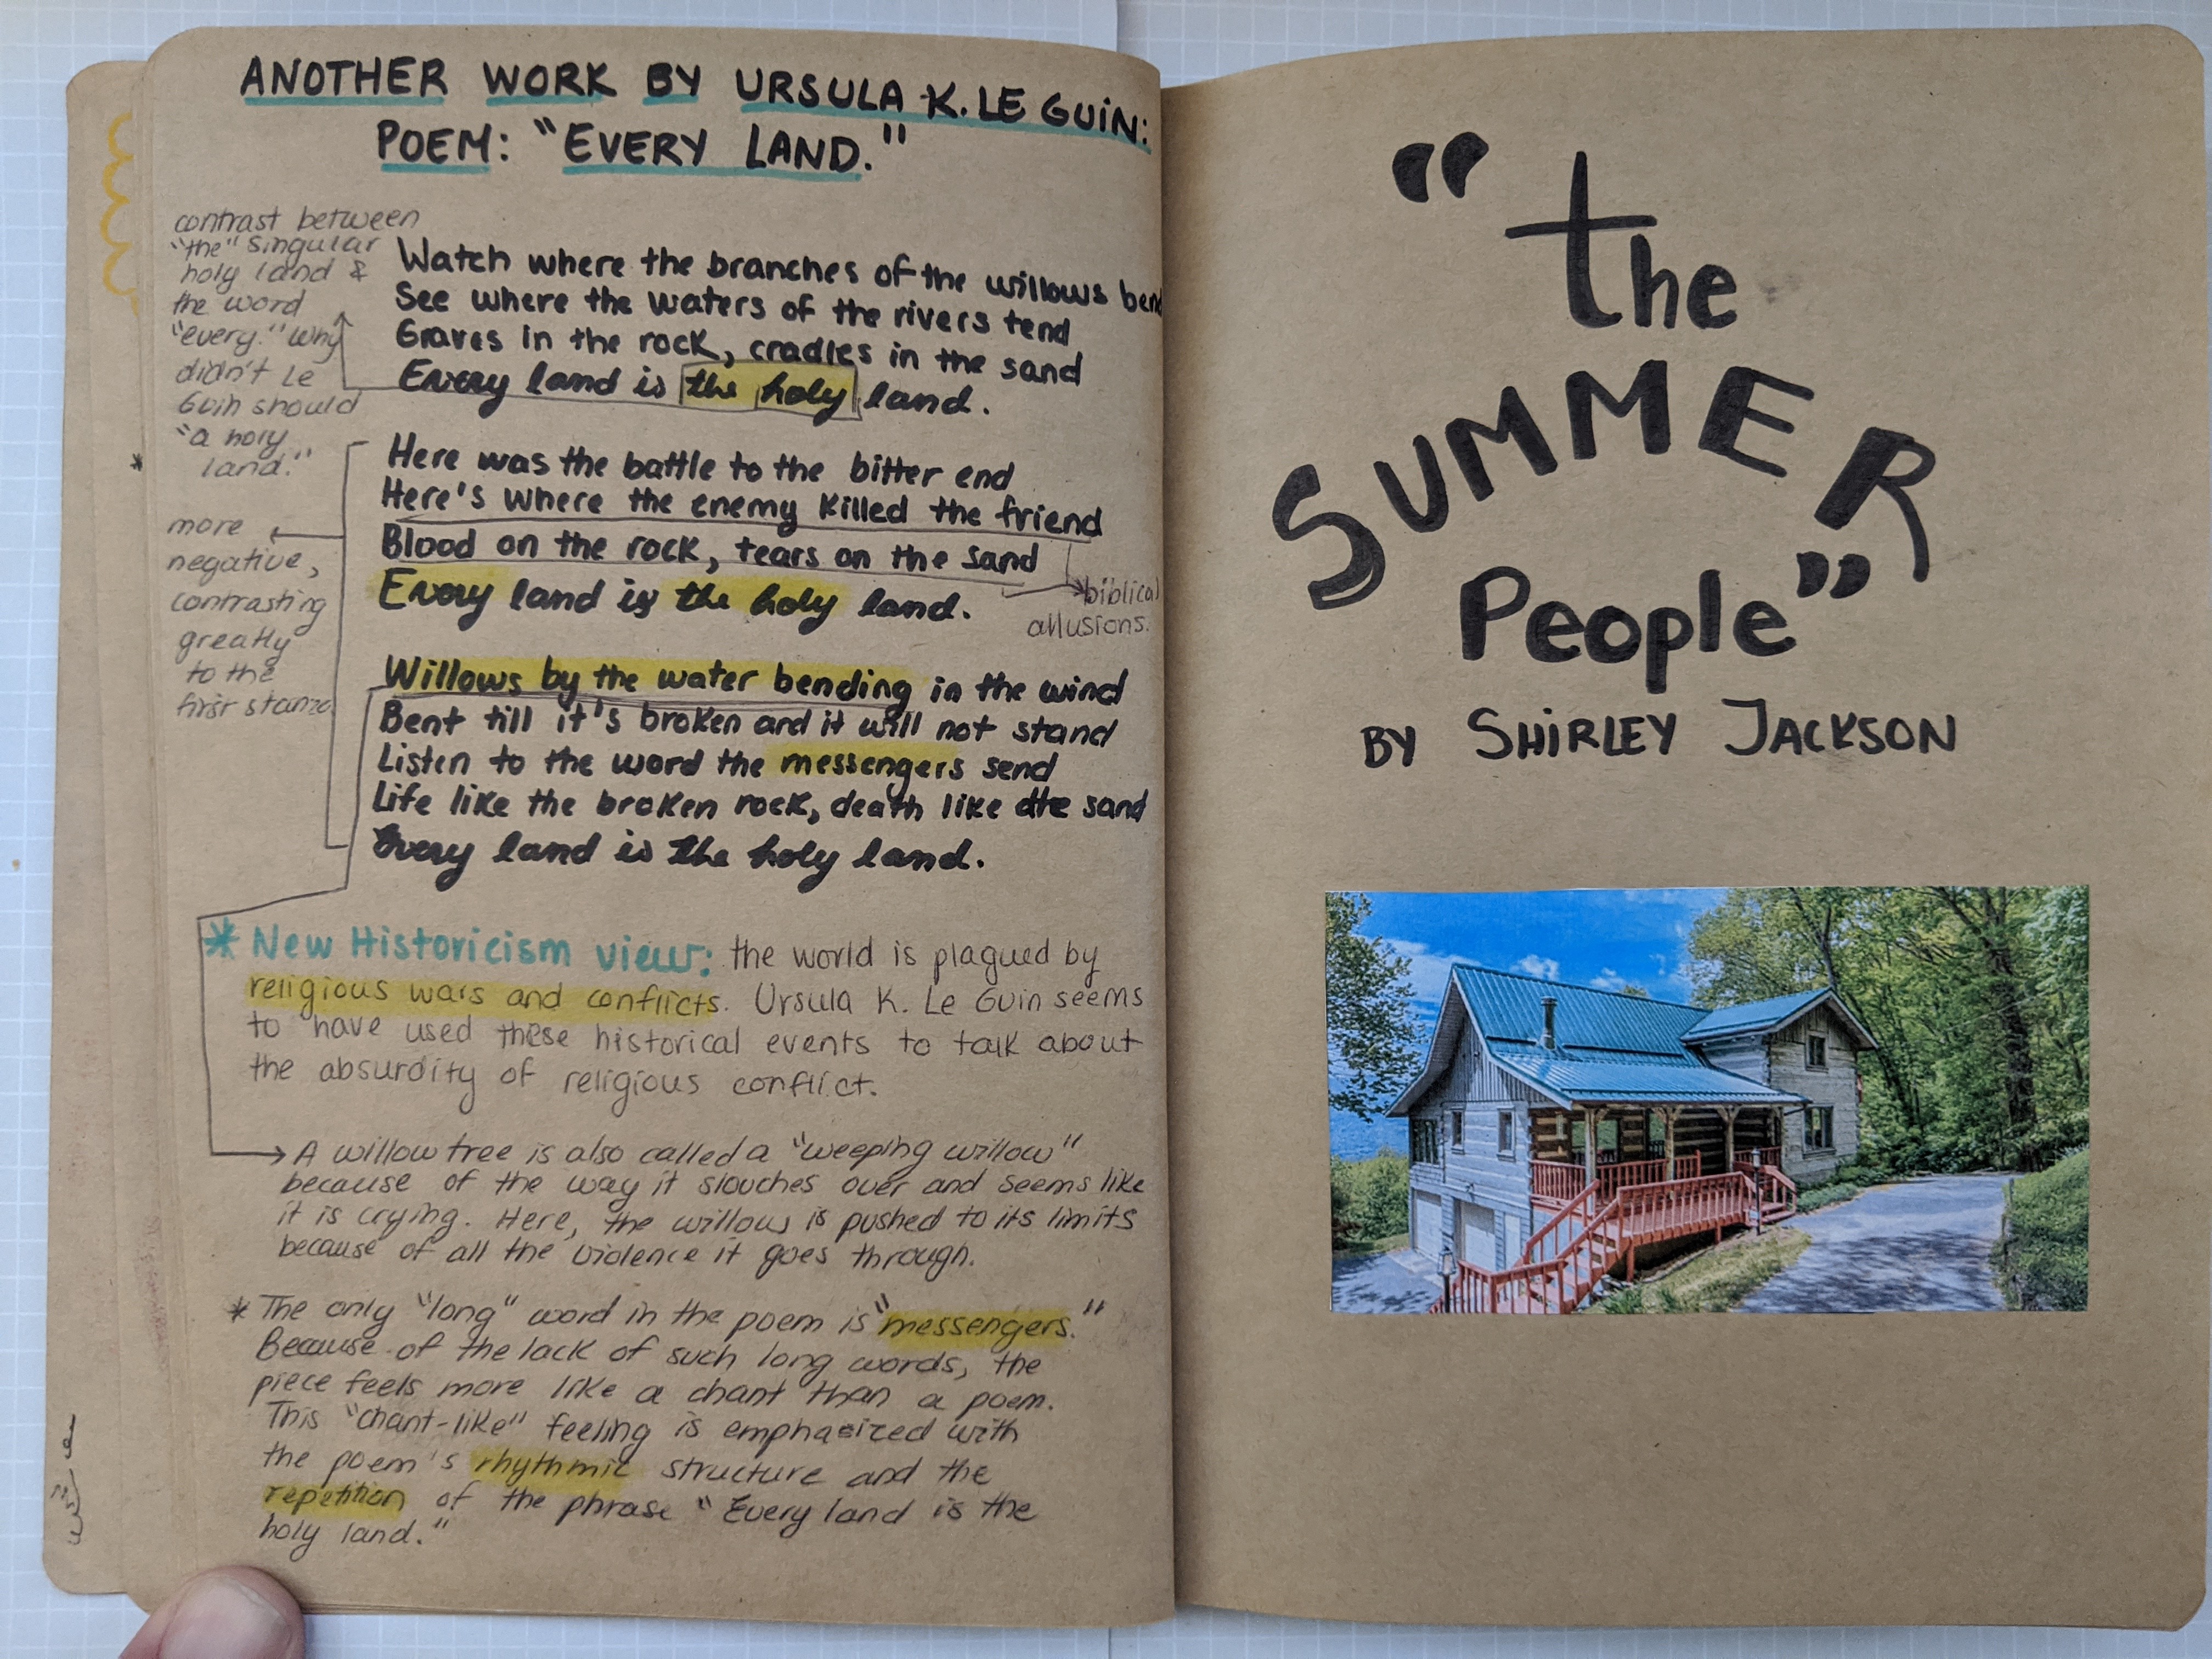 ANOTHER WORK BY URSULA K. LE GUIN:
POEM: "EVERY LAND."
contrast between
"the" singular
holy land &
the word
"every." why
didn't Le
Guin should
"a holy
land."
Watch where the branches of the willows bend
See where the waters of the rivers tend
Graves in the rock, cradles in the sand
Every land is the holy land.
more
negative,
contrasting
greatly
to the
first stanza
Here was the battle to the bitter end
Here's where the enemy killed the friend
Blood on the rock, tears on the sand
Every land is the holy land.
biblical
allusions.
Willows by the water bending in the wind
Bent till it's broken and it will not stand
Listen to the word the messengers send
Life like the broken rock, death like the sand
Every land is the holy land.
* New Historicism view: the world is plagued by
religious wars and conflicts. Ursula K. Le Guin seems
to have used these historical events to talk about
the absurdity of religious conflict.
A willow tree is also called a "weeping willow"
because of the way it slouches over and seems like
it is crying. Here, the willow is pushed to its limits
because of all the violence it goes through.
* The only "long" word in the poem is "messengers."
Because of the lack of such long words, the
piece feels more like a chant than a poem.
This "chant-like" feeling is emphasized with
the poem's rhythmic structure and the
repetition of the phrase "Every land is the
holy land."
"the
SUMMER
People"
BY SHIRLEY JACKSON